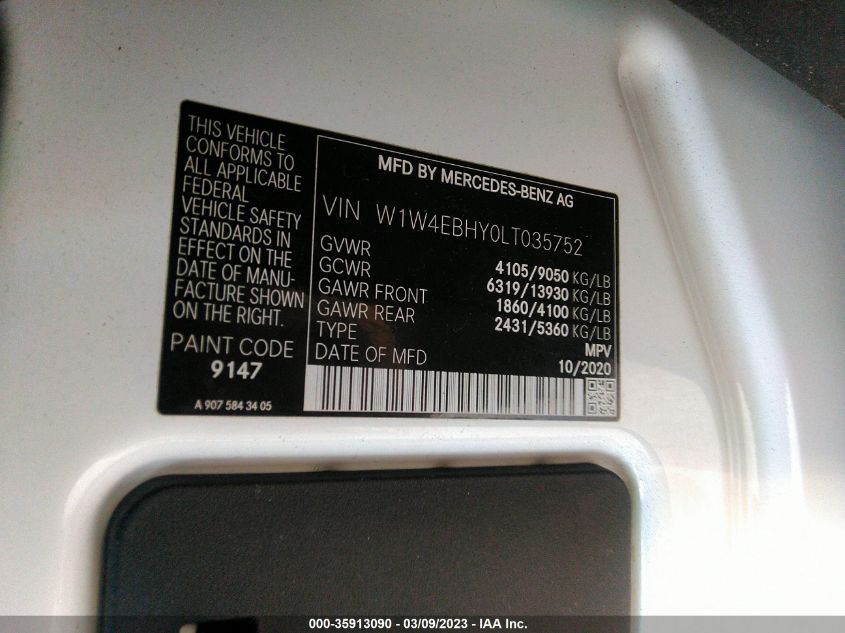 THIS VEHICLE
CONFORMS TO
ALL APPLICABLE
FEDERAL
VEHICLE SAFETY
STANDARDS IN
EFFECT ON THE
DATE OF MANU-
FACTURE SHOWN
ON THE RIGHT.
PAINT CODE
9147
A 907 584 34 05
MFD BY MERCEDES-BENZ AG
VIN W1W4EBHY0LT035752
GVWR 4105/9050 KG/LB
GCWR 6319/13930 KG/LB
GAWR FRONT 1860/4100 KG/LB
GAWR REAR 2431/5360 KG/LB
TYPE MPV
DATE OF MFD 10/2020
000-35913090 - 03/09/2023 - IAA Inc.